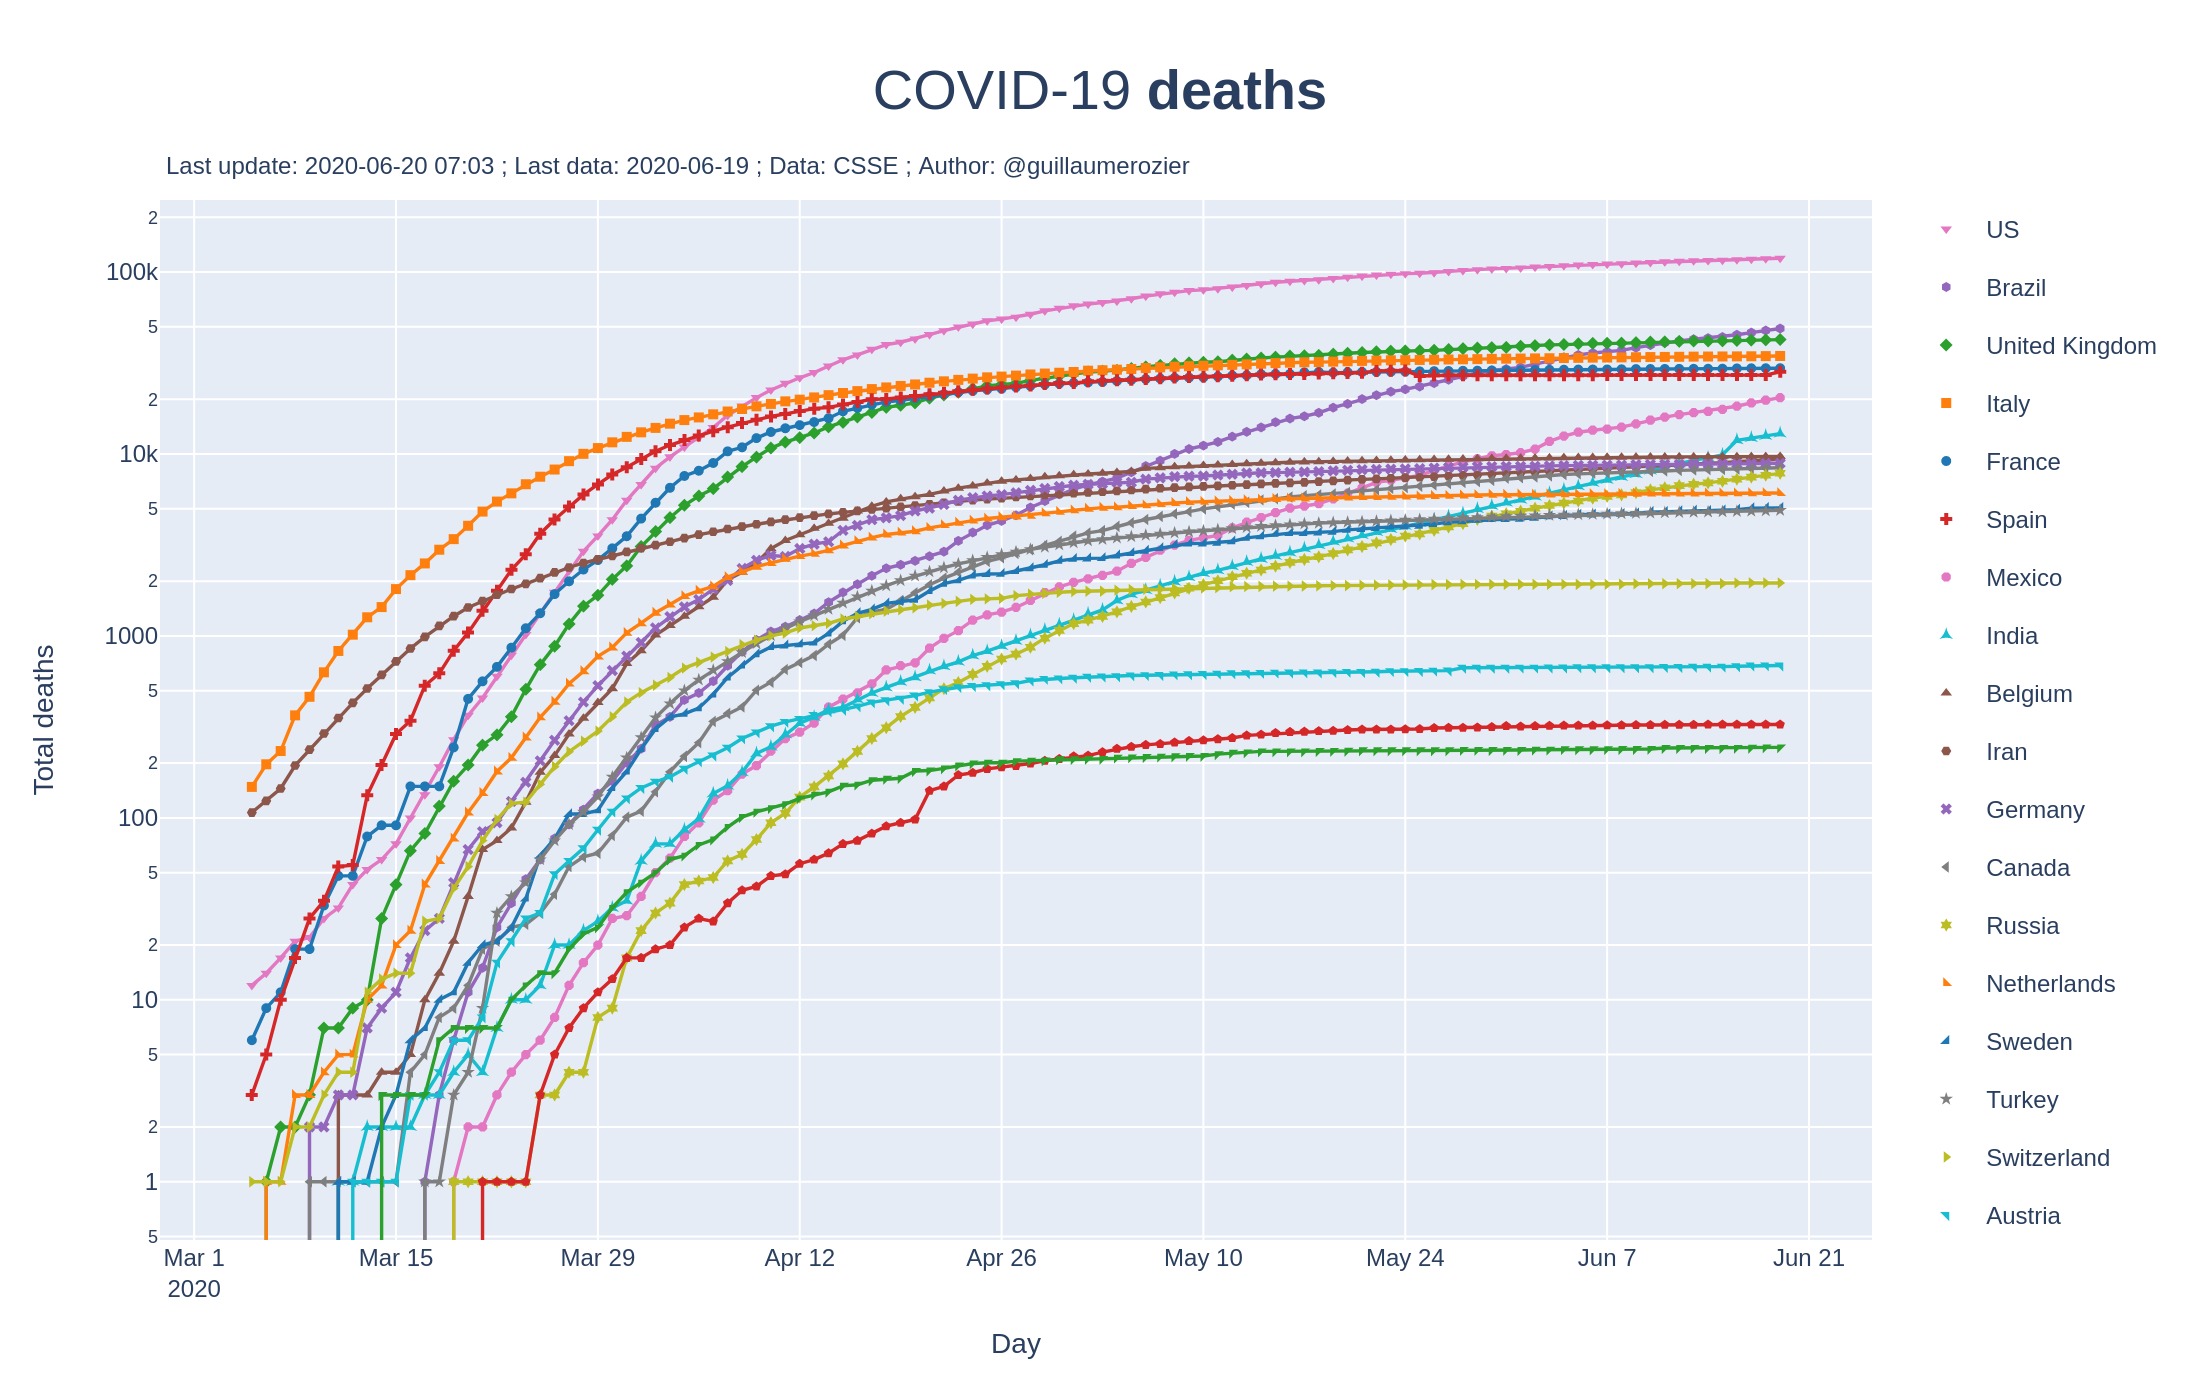 COVID-19 deaths
Last update: 2020-06-20 07:03 ; Last data: 2020-06-19 ; Data: CSSE ; Author: @guillaumerozier
2
100k
5
2
10k
5
2
1000
5
2
100
5
2
10
5
2
1
5
Total deaths
Mar 1 Mar 15 Mar 29 Apr 12 Apr 26 May 10 May 24 Jun 7 Jun 21
2020
Day
US
Brazil
United Kingdom
Italy
France
Spain
Mexico
India
Belgium
Iran
Germany
Canada
Russia
Netherlands
Sweden
Turkey
Switzerland
Austria